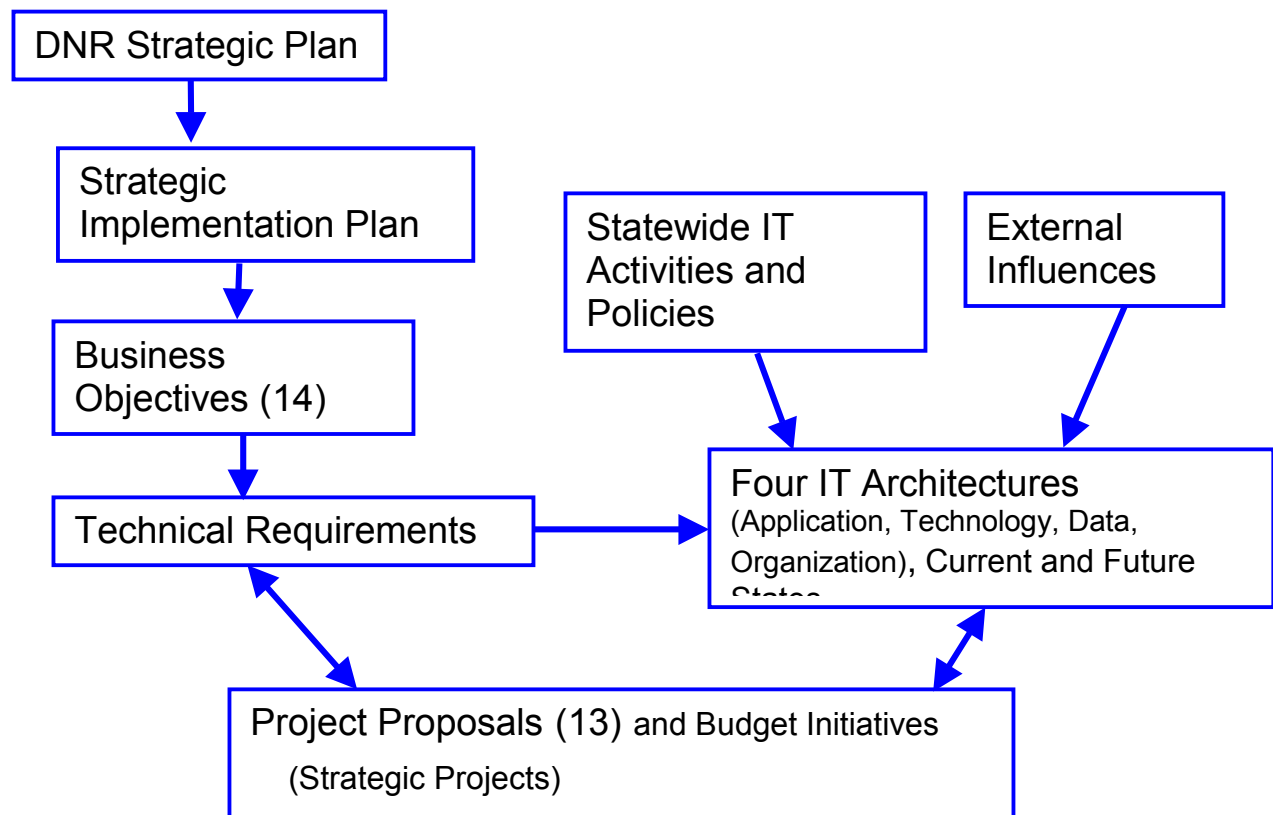 DNR Strategic Plan
Strategic
Implementation Plan
Statewide IT
Activities and
Policies
External
Influences
Business
Objectives (14)
Technical Requirements
Four IT Architectures
(Application, Technology, Data,
Organization), Current and Future
States
Project Proposals (13) and Budget Initiatives
(Strategic Projects)